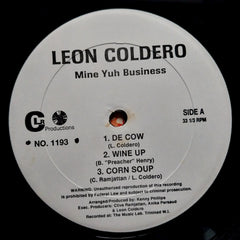 LEON COLDERO
Mine Yuh Business
Productions
NO. 1193
SIDE A
33 1/3 RPM
1. DE COW
(L. Coldero)
2. WINE UP
(B. "Preacher" Henry)
3. CORN SOUP
(C. Ramjattan / L. Coldero)
WARNING: Unauthorized reproduction of this recording
is prohibited by Federal Law and subject to criminal prosecution.
Arranged/Produced by: Kenny Phillips
Exec. Producers: Clive Ramjattan, Anika Persaud
& Leon Coldero
Recorded at: The Music Lab, Trinidad W.I.